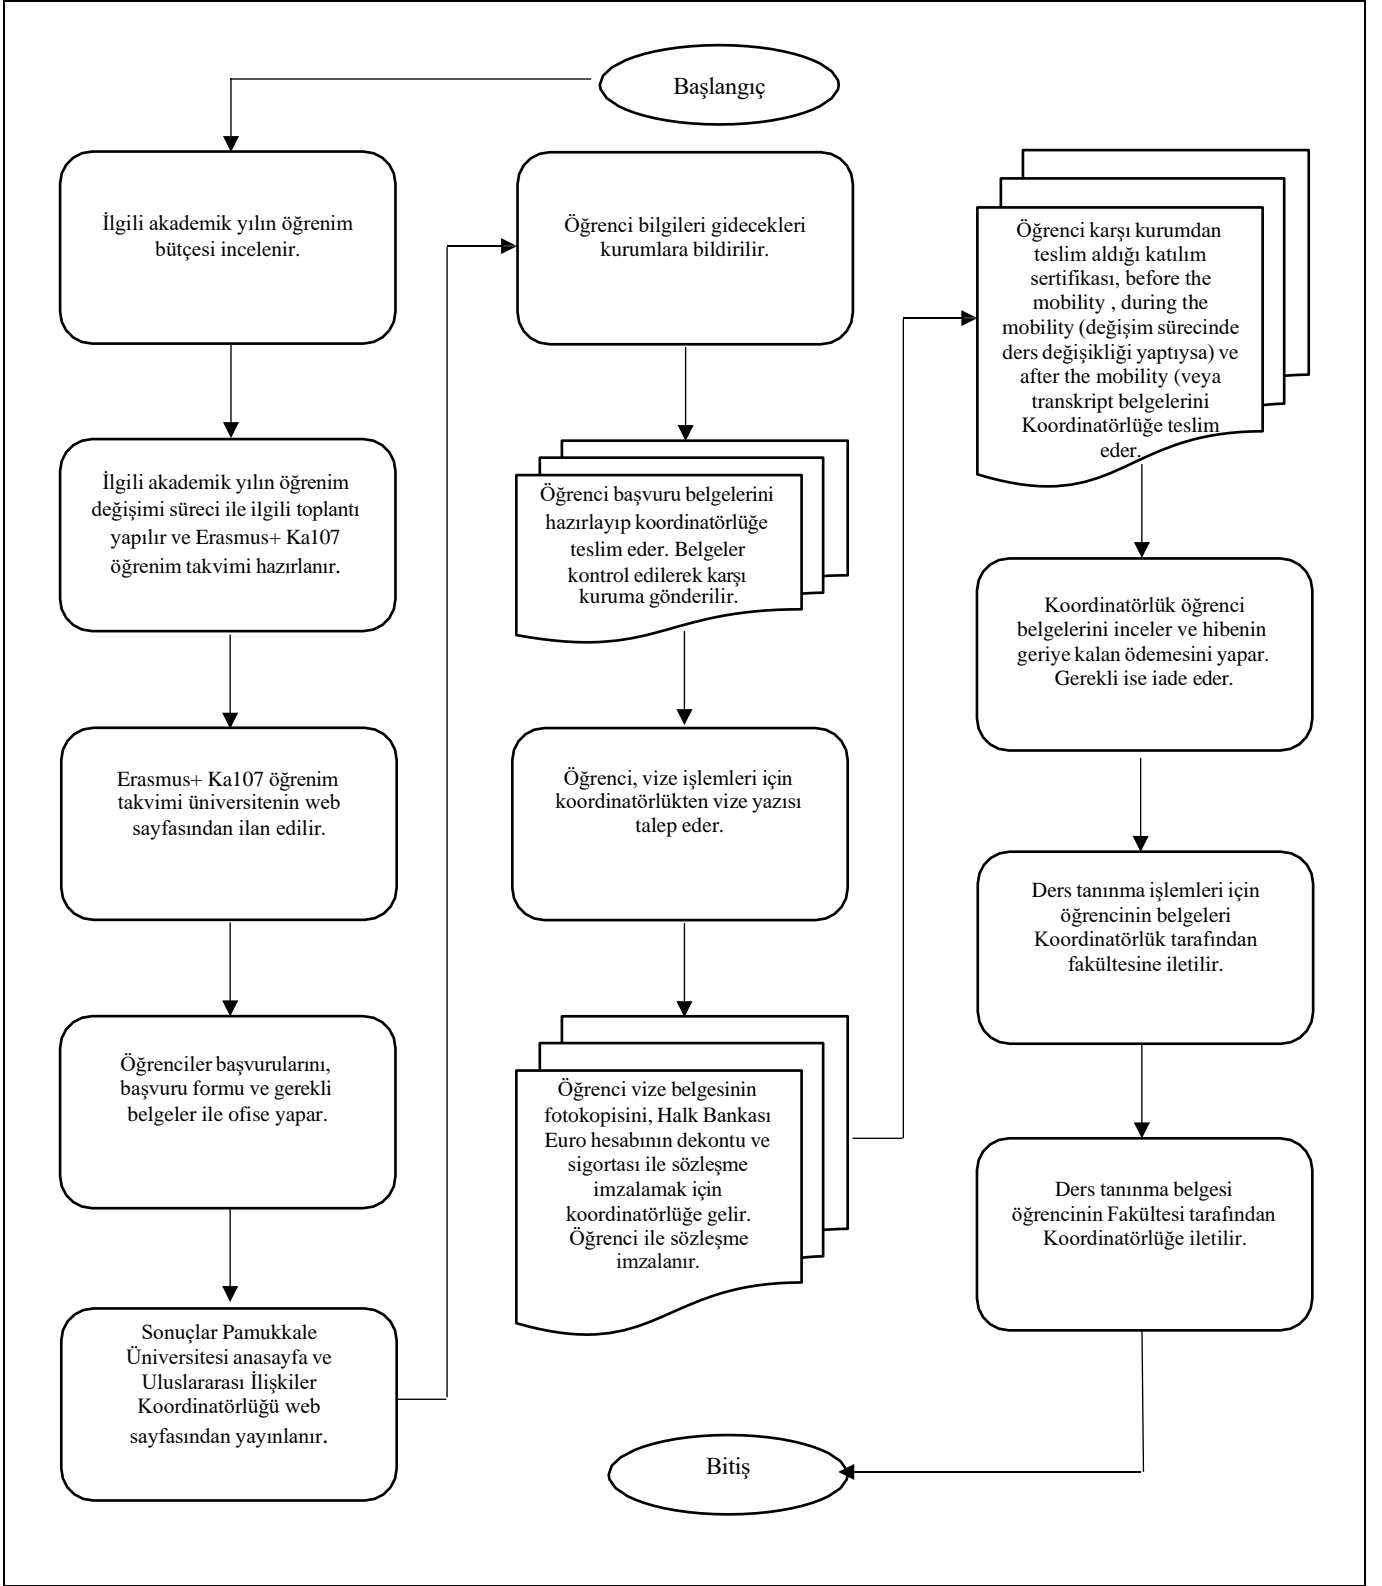 Başlangıç
İlgili akademik yılın öğrenim
bütçesi incelenir.
İlgili akademik yılın öğrenim
değişimi süreci ile ilgili toplantı
yapılır ve Erasmus+ Ka107
öğrenim takvimi hazırlanır.
Erasmus+ Ka107 öğrenim
takvimi üniversitenin web
sayfasından ilan edilir.
Öğrenciler başvurularını,
başvuru formu ve gerekli
belgeler ile ofise yapar.
Sonuçlar Pamukkale
Üniversitesi anasayfa ve
Uluslararası İlişkiler
Koordinatörlüğü web
sayfasından yayınlanır.
Öğrenci bilgileri gidecekleri
kurumlara bildirilir.
Öğrenci başvuru belgelerini
hazırlayıp koordinatörlüğe
teslim eder. Belgeler
kontrol edilerek karşı
kuruma gönderilir.
Öğrenci, vize işlemleri için
koordinatörlükten vize yazısı
talep eder.
Öğrenci vize belgesinin
fotokopisini, Halk Bankası
Euro hesabının dekontu ve
sigortası ile sözleşme
imzalamak için
koordinatörlüğe gelir.
Öğrenci ile sözleşme
imzalanır.
Öğrenci karşı kurumdan
teslim aldığı katılım
sertifikası, before the
mobility , during the
mobility (değişim sürecinde
ders değişikliği yaptıysa) ve
after the mobility (veya
transkript belgelerini
Koordinatörlüğe teslim
eder.
Koordinatörlük öğrenci
belgelerini inceler ve hibenin
geriye kalan ödemesini yapar.
Gerekli ise iade eder.
Ders tanınma işlemleri için
öğrencinin belgeleri
Koordinatörlük tarafından
fakültesine iletilir.
Ders tanınma belgesi
öğrencinin Fakültesi tarafından
Koordinatörlüğe iletilir.
Bitiş